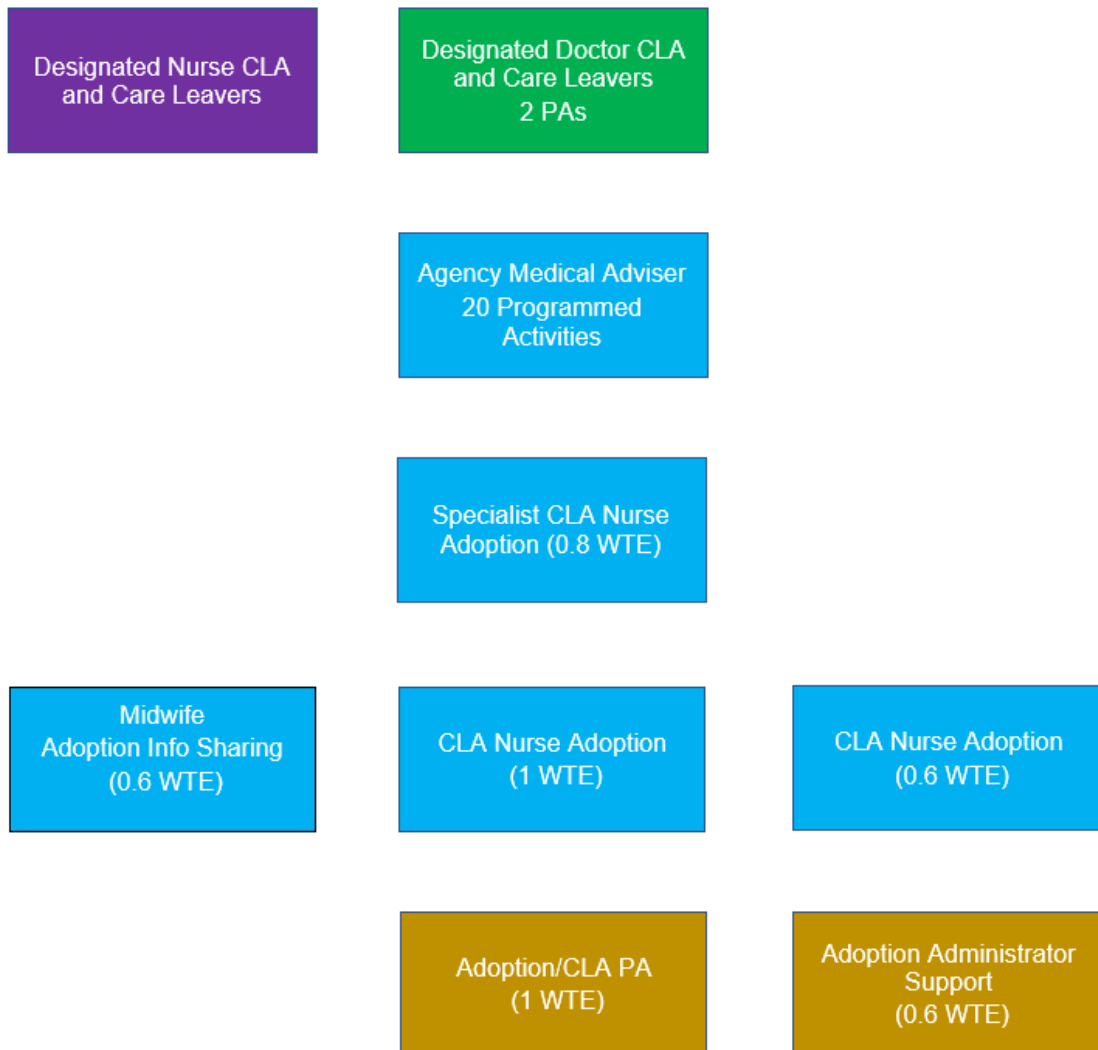 Designated Nurse CLA
and Care Leavers
Designated Doctor CLA
and Care Leavers
2 PAs
Agency Medical Adviser
20 Programmed
Activities
Specialist CLA Nurse
Adoption (0.8 WTE)
Midwife
Adoption Info Sharing
(0.6 WTE)
CLA Nurse Adoption
(1 WTE)
CLA Nurse Adoption
(0.6 WTE)
Adoption/CLA PA
(1 WTE)
Adoption Administrator
Support
(0.6 WTE)